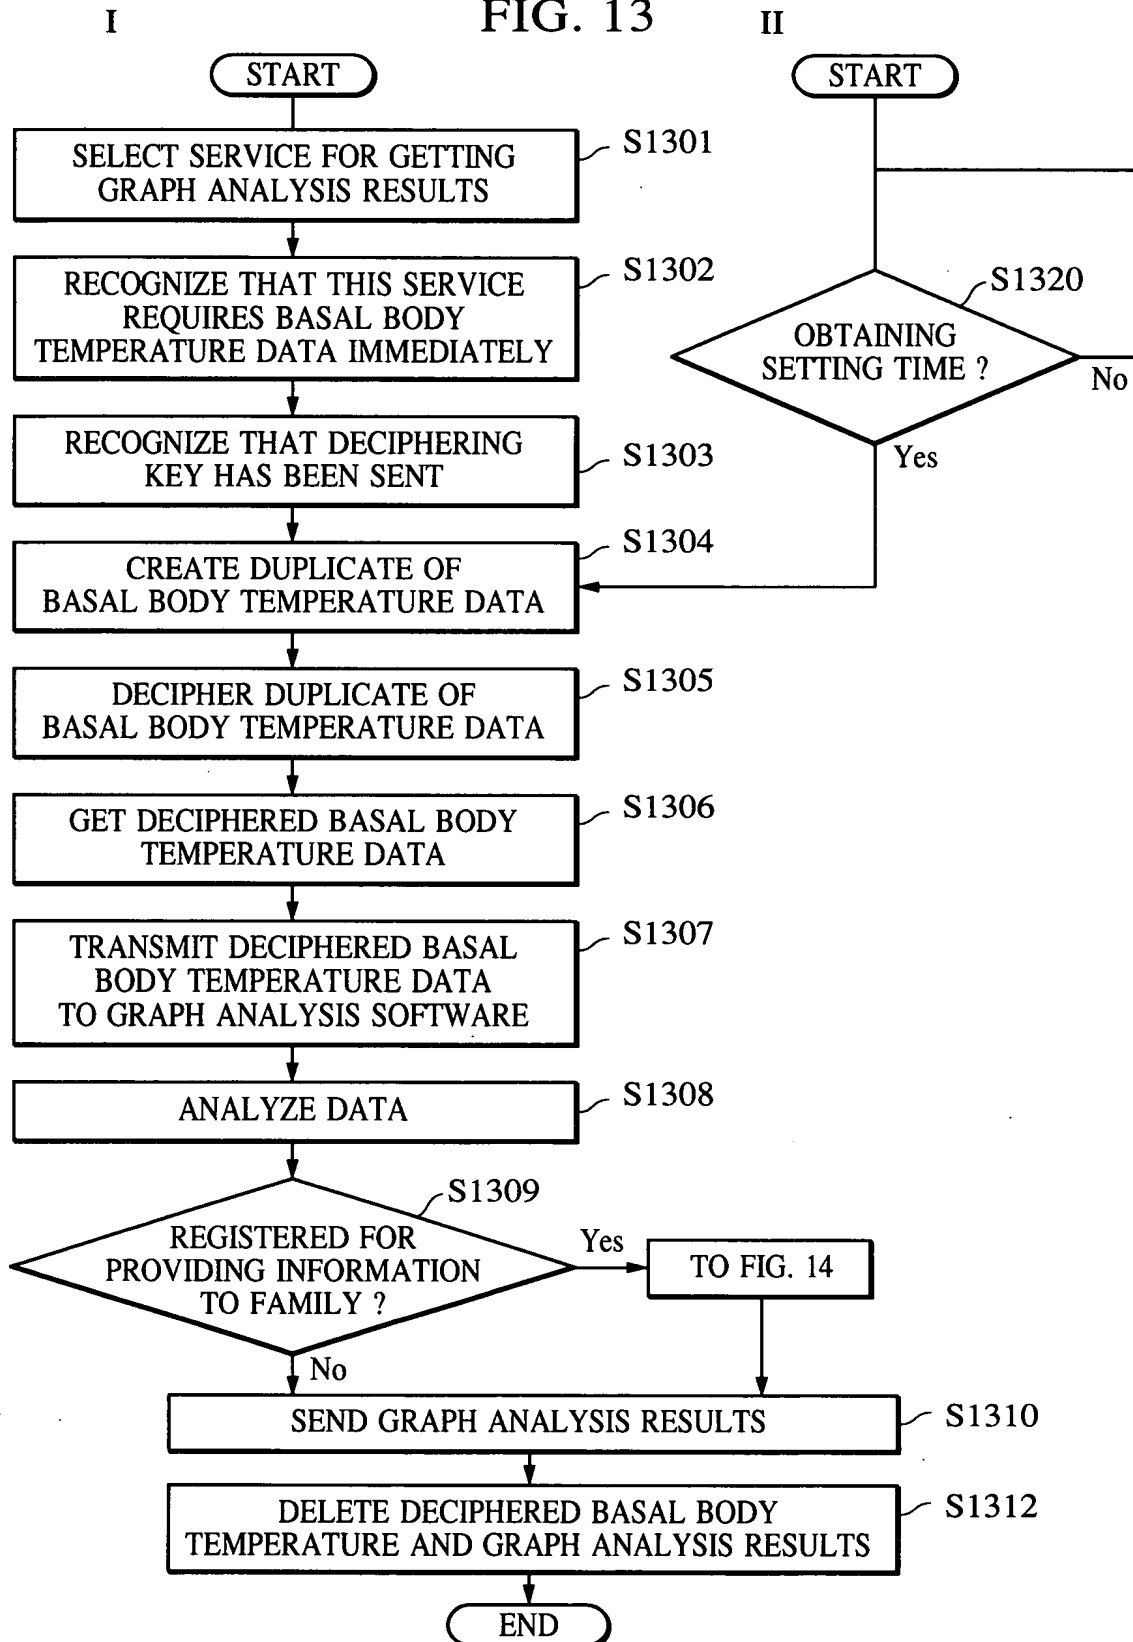 FIG. 13
I
II
START
START
SELECT SERVICE FOR GETTING
GRAPH ANALYSIS RESULTS
S1301
RECOGNIZE THAT THIS SERVICE
REQUIRES BASAL BODY
TEMPERATURE DATA IMMEDIATELY
S1302
S1320
OBTAINING
SETTING TIME ?
No
Yes
RECOGNIZE THAT DECIPHERING
KEY HAS BEEN SENT
S1303
CREATE DUPLICATE OF
BASAL BODY TEMPERATURE DATA
S1304
DECIPHER DUPLICATE OF
BASAL BODY TEMPERATURE DATA
S1305
GET DECIPHERED BASAL BODY
TEMPERATURE DATA
S1306
TRANSMIT DECIPHERED BASAL
BODY TEMPERATURE DATA
TO GRAPH ANALYSIS SOFTWARE
S1307
ANALYZE DATA
S1308
S1309
REGISTERED FOR
PROVIDING INFORMATION
TO FAMILY ?
Yes
TO FIG. 14
No
SEND GRAPH ANALYSIS RESULTS
S1310
DELETE DECIPHERED BASAL BODY
TEMPERATURE AND GRAPH ANALYSIS RESULTS
S1312
END